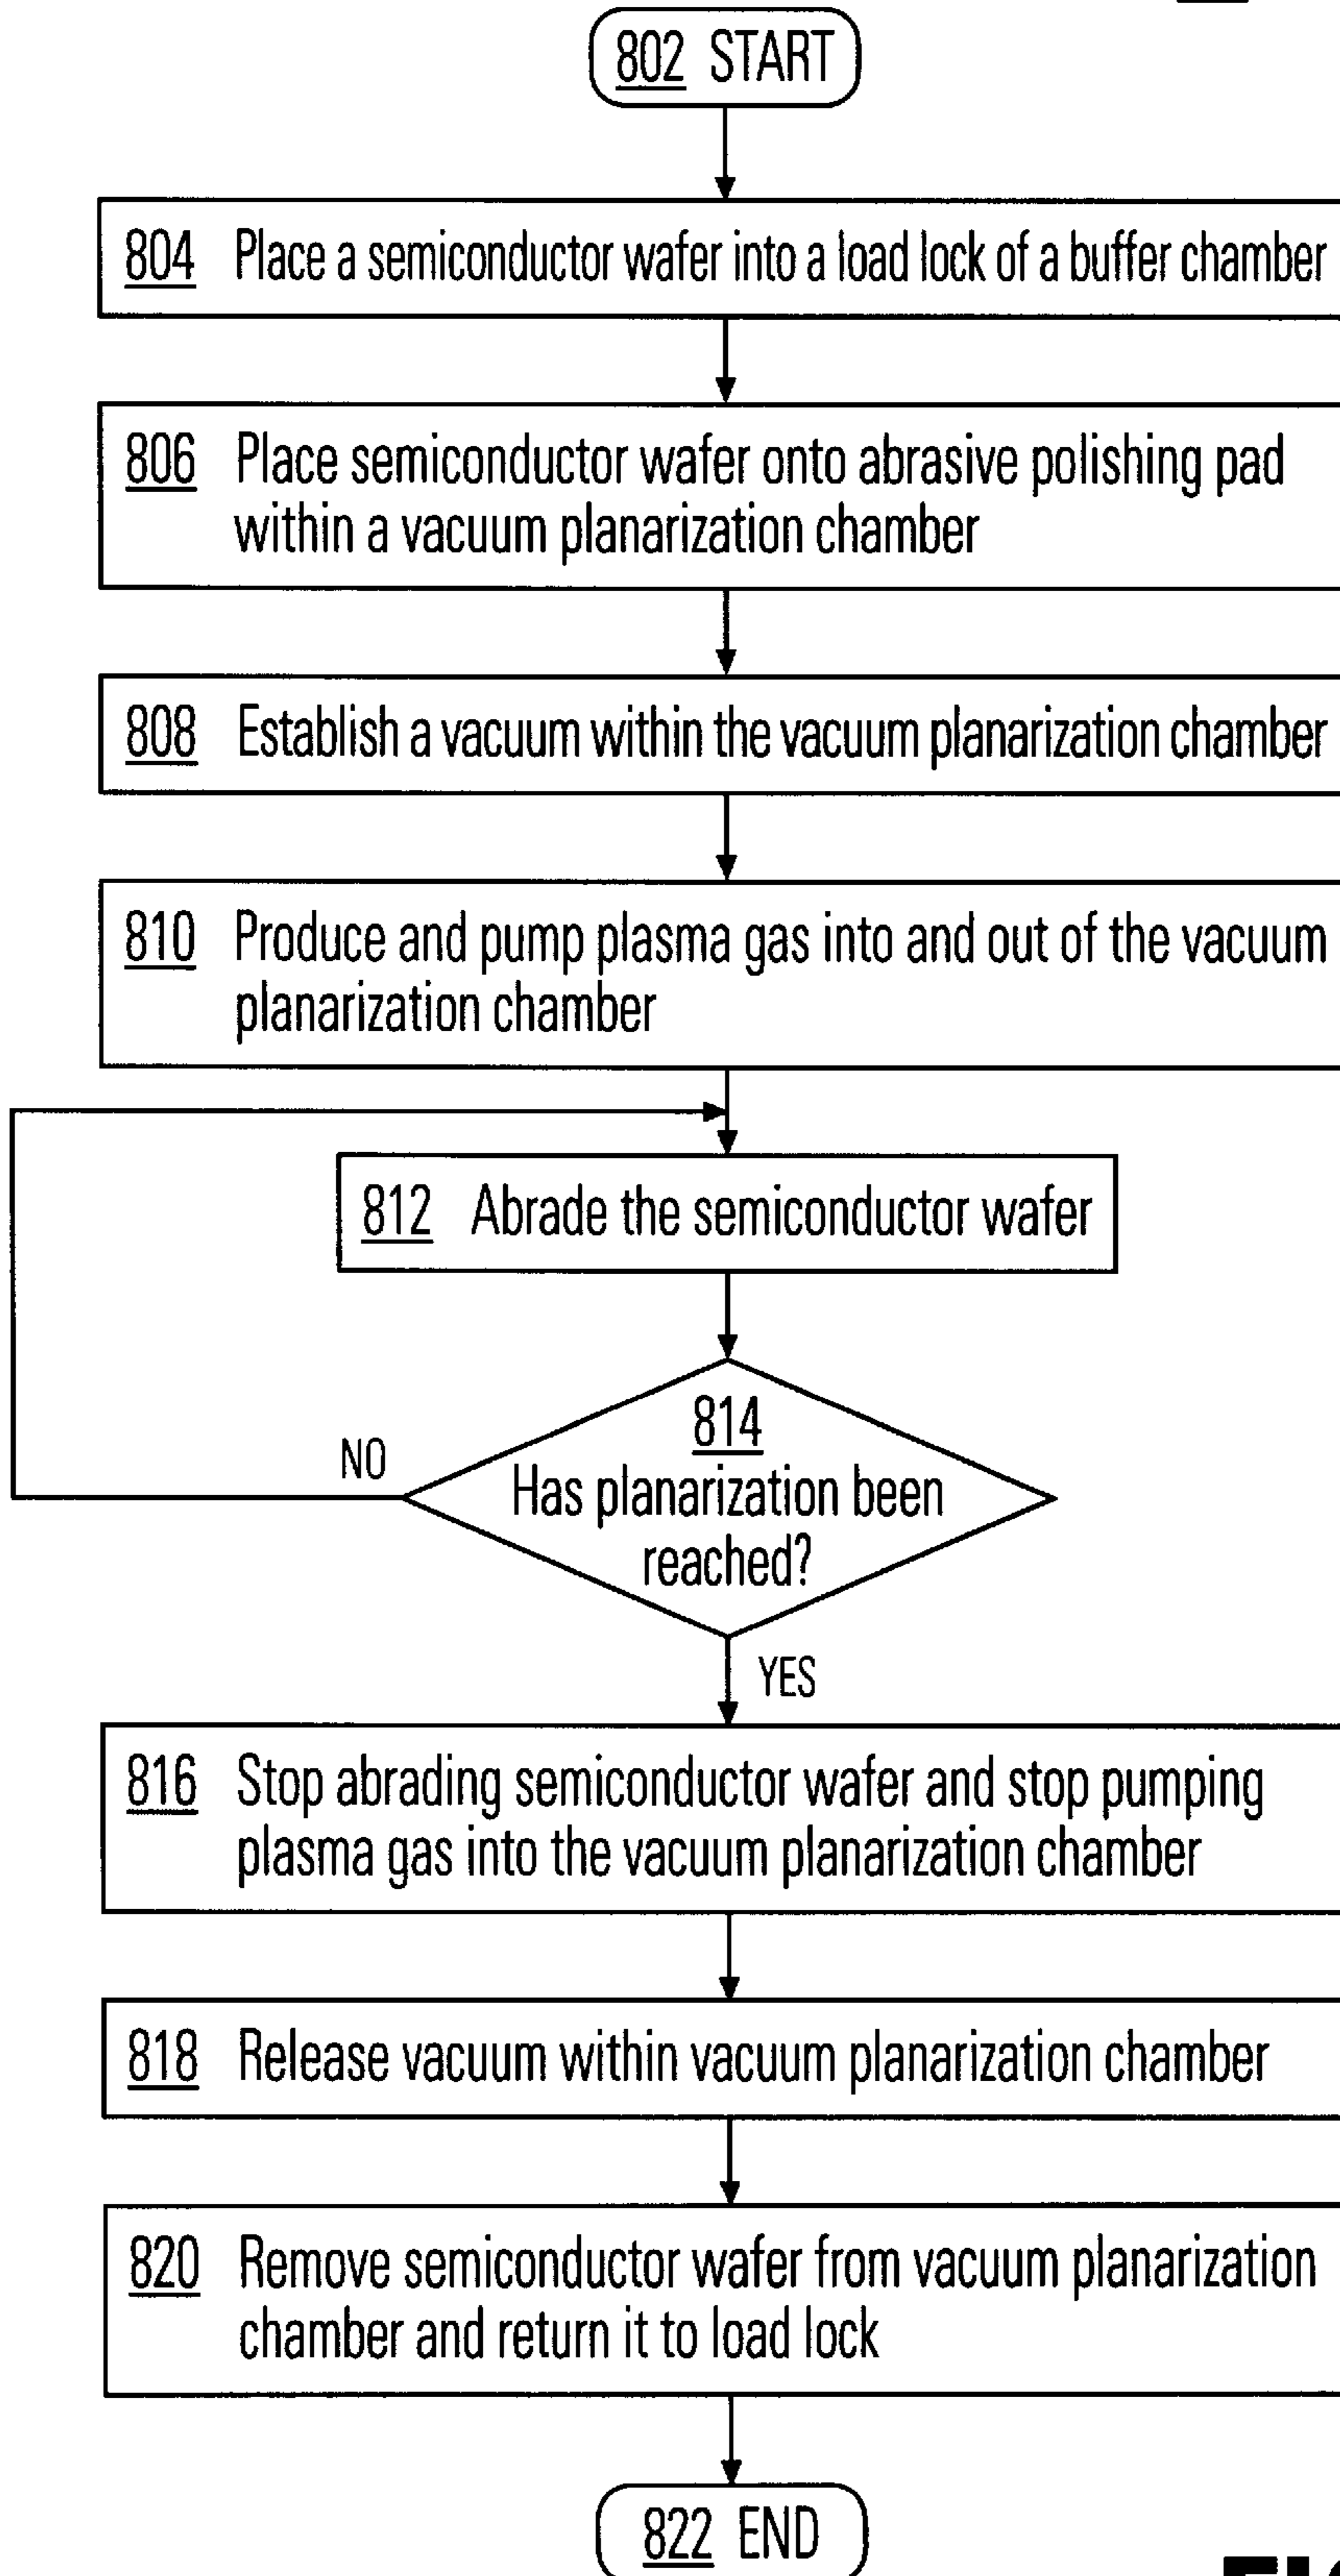 802 START
804 Place a semiconductor wafer into a load lock of a buffer chamber
806 Place semiconductor wafer onto abrasive polishing pad
within a vacuum planarization chamber
808 Establish a vacuum within the vacuum planarization chamber
810 Produce and pump plasma gas into and out of the vacuum
planarization chamber
812 Abrade the semiconductor wafer
814
Has planarization been
reached?
NO
YES
816 Stop abrading semiconductor wafer and stop pumping
plasma gas into the vacuum planarization chamber
818 Release vacuum within vacuum planarization chamber
820 Remove semiconductor wafer from vacuum planarization
chamber and return it to load lock
822 END